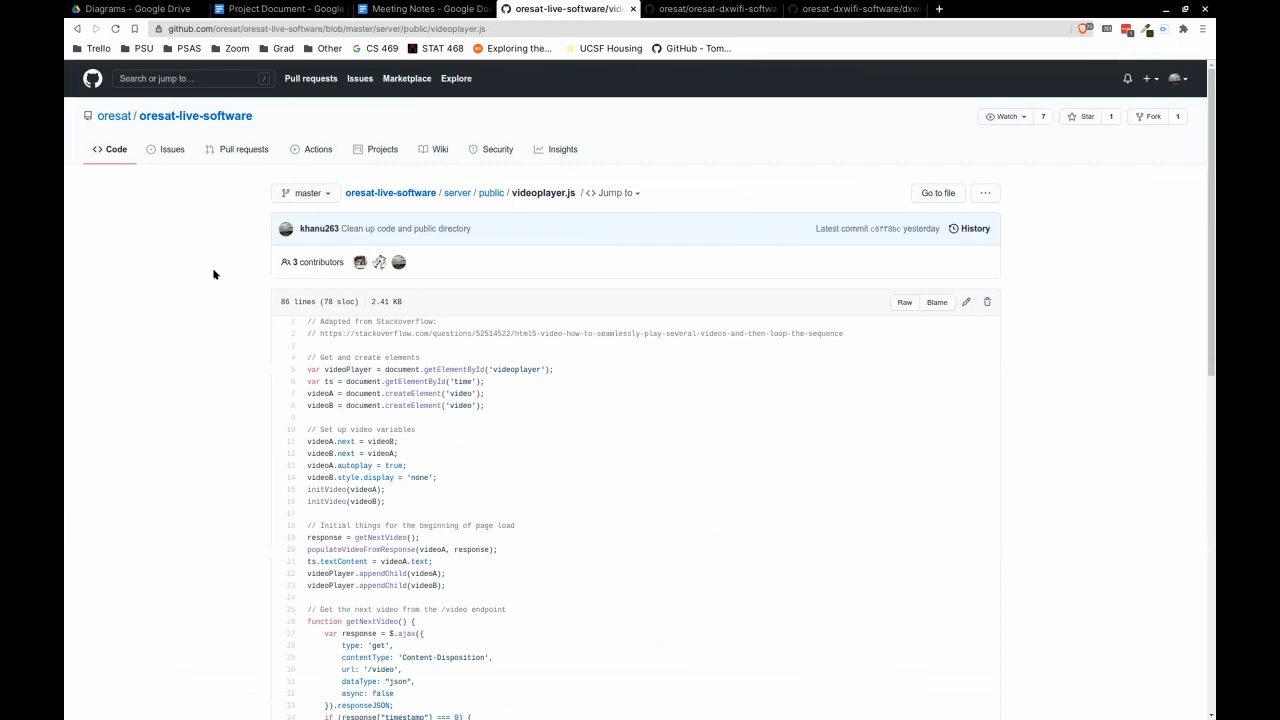 Diagrams - Google Drive
Project Document - Google
Meeting Notes - Google Do
oresat-live-software/vide
oresat/oresat-dxwifi-softwa
oresat-dxwifi-software/dxwi
github.com/oresat/oresat-live-software/blob/master/server/public/videoplayer.js
Trello PSU PSAS Zoom Grad Other CS 469 STAT 468 Exploring the... UCSF Housing GitHub - Tom...
Search or jump to… /
Pull requests Issues Marketplace Explore
oresat / oresat-live-software
Watch 7 Star 1 Fork 1
Code Issues Pull requests Actions Projects Wiki Security Insights
master oresat-live-software / server / public / videoplayer.js / <> Jump to Go to file ...
khanu263 Clean up code and public directory Latest commit c6ff8bc yesterday History
3 contributors
86 lines (78 sloc) 2.41 KB Raw Blame
1 // Adapted from Stackoverflow:
2 // https://stackoverflow.com/questions/52514522/html5-video-how-to-seamlessly-play-several-videos-and-then-loop-the-sequence
3
4 // Get and create elements
5 var videoPlayer = document.getElementById('videoplayer');
6 var ts = document.getElementById('time');
7 videoA = document.createElement('video');
8 videoB = document.createElement('video');
9
10 // Set up video variables
11 videoA.next = videoB;
12 videoB.next = videoA;
13 videoA.autoplay = true;
14 videoB.style.display = 'none';
15 initVideo(videoA);
16 initVideo(videoB);
17
18 // Initial things for the beginning of page load
19 response = getNextVideo();
20 populateVideoFromResponse(videoA, response);
21 ts.textContent = videoA.text;
22 videoPlayer.appendChild(videoA);
23 videoPlayer.appendChild(videoB);
24
25 // Get the next video from the /video endpoint
26 function getNextVideo() {
27 var response = $.ajax({
28 type: 'get',
29 contentType: 'Content-Disposition',
30 url: '/video',
31 dataType: "json",
32 async: false
33 }).responseJSON;
34 if (response["timestamp"] === 0) {